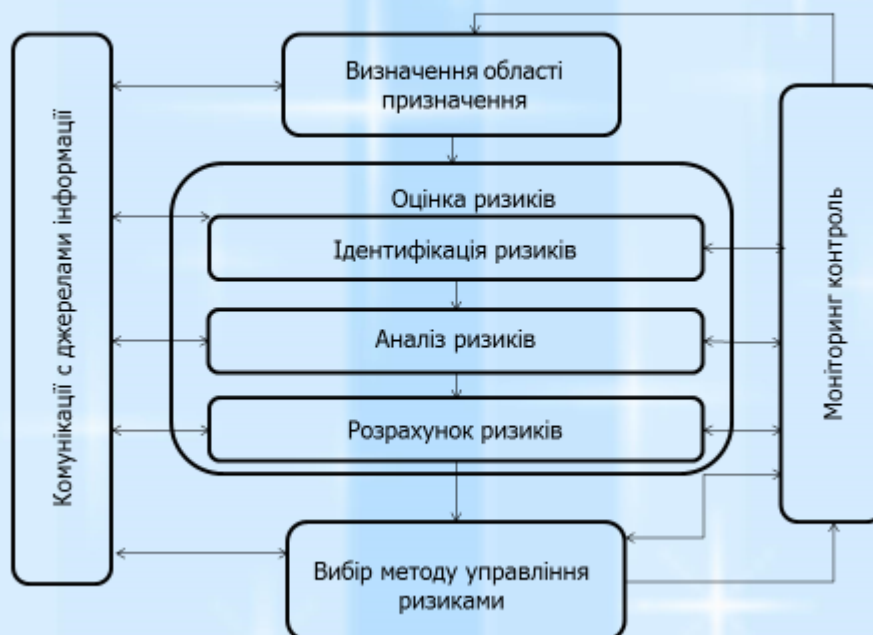 Комунікації с джерелами інформації
Визначення області
призначення
Оцінка ризиків
Ідентифікація ризиків
Аналіз ризиків
Розрахунок ризиків
Вибір методу управління
ризиками
Моніторинг контроль